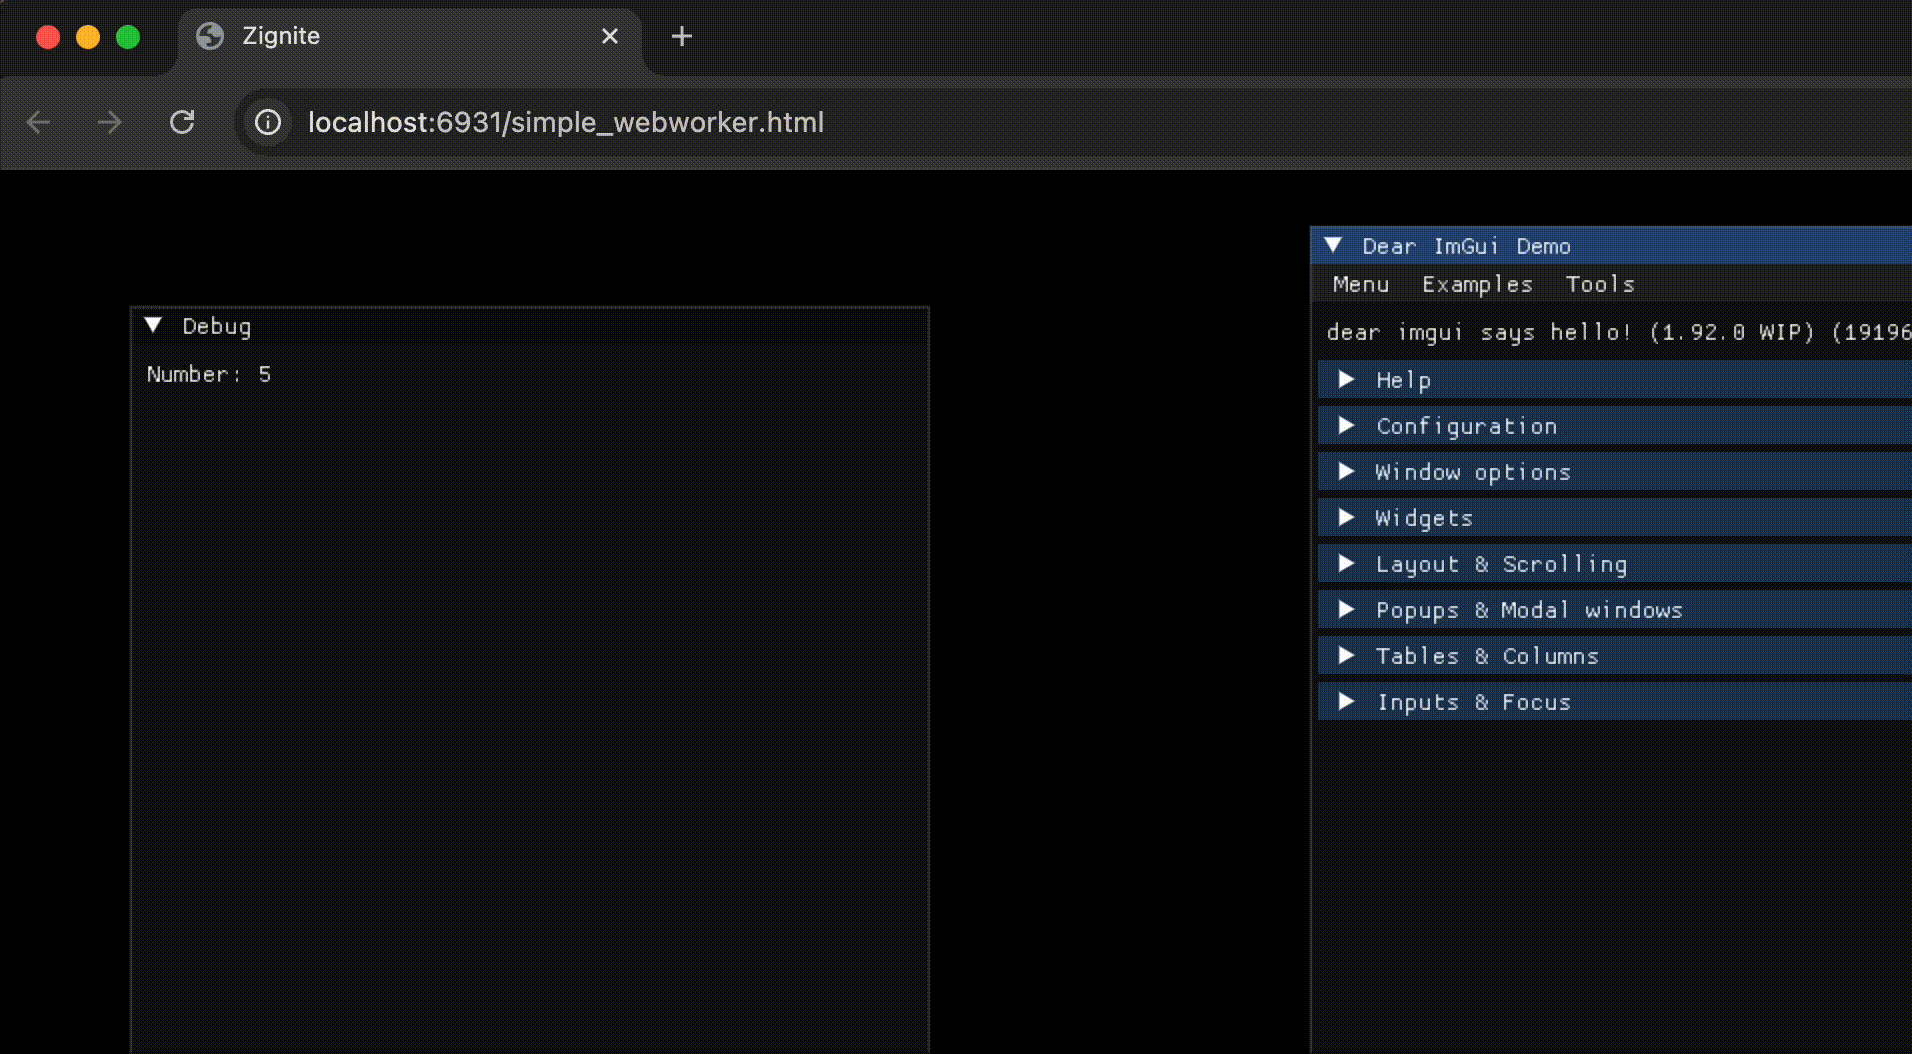 Zignite
localhost:6931/simple_webworker.html
Debug
Number: 5
Dear ImGui Demo
Menu Examples Tools
dear imgui says hello! (1.92.0 WIP) (19196
Help
Configuration
Window options
Widgets
Layout & Scrolling
Popups & Modal windows
Tables & Columns
Inputs & Focus